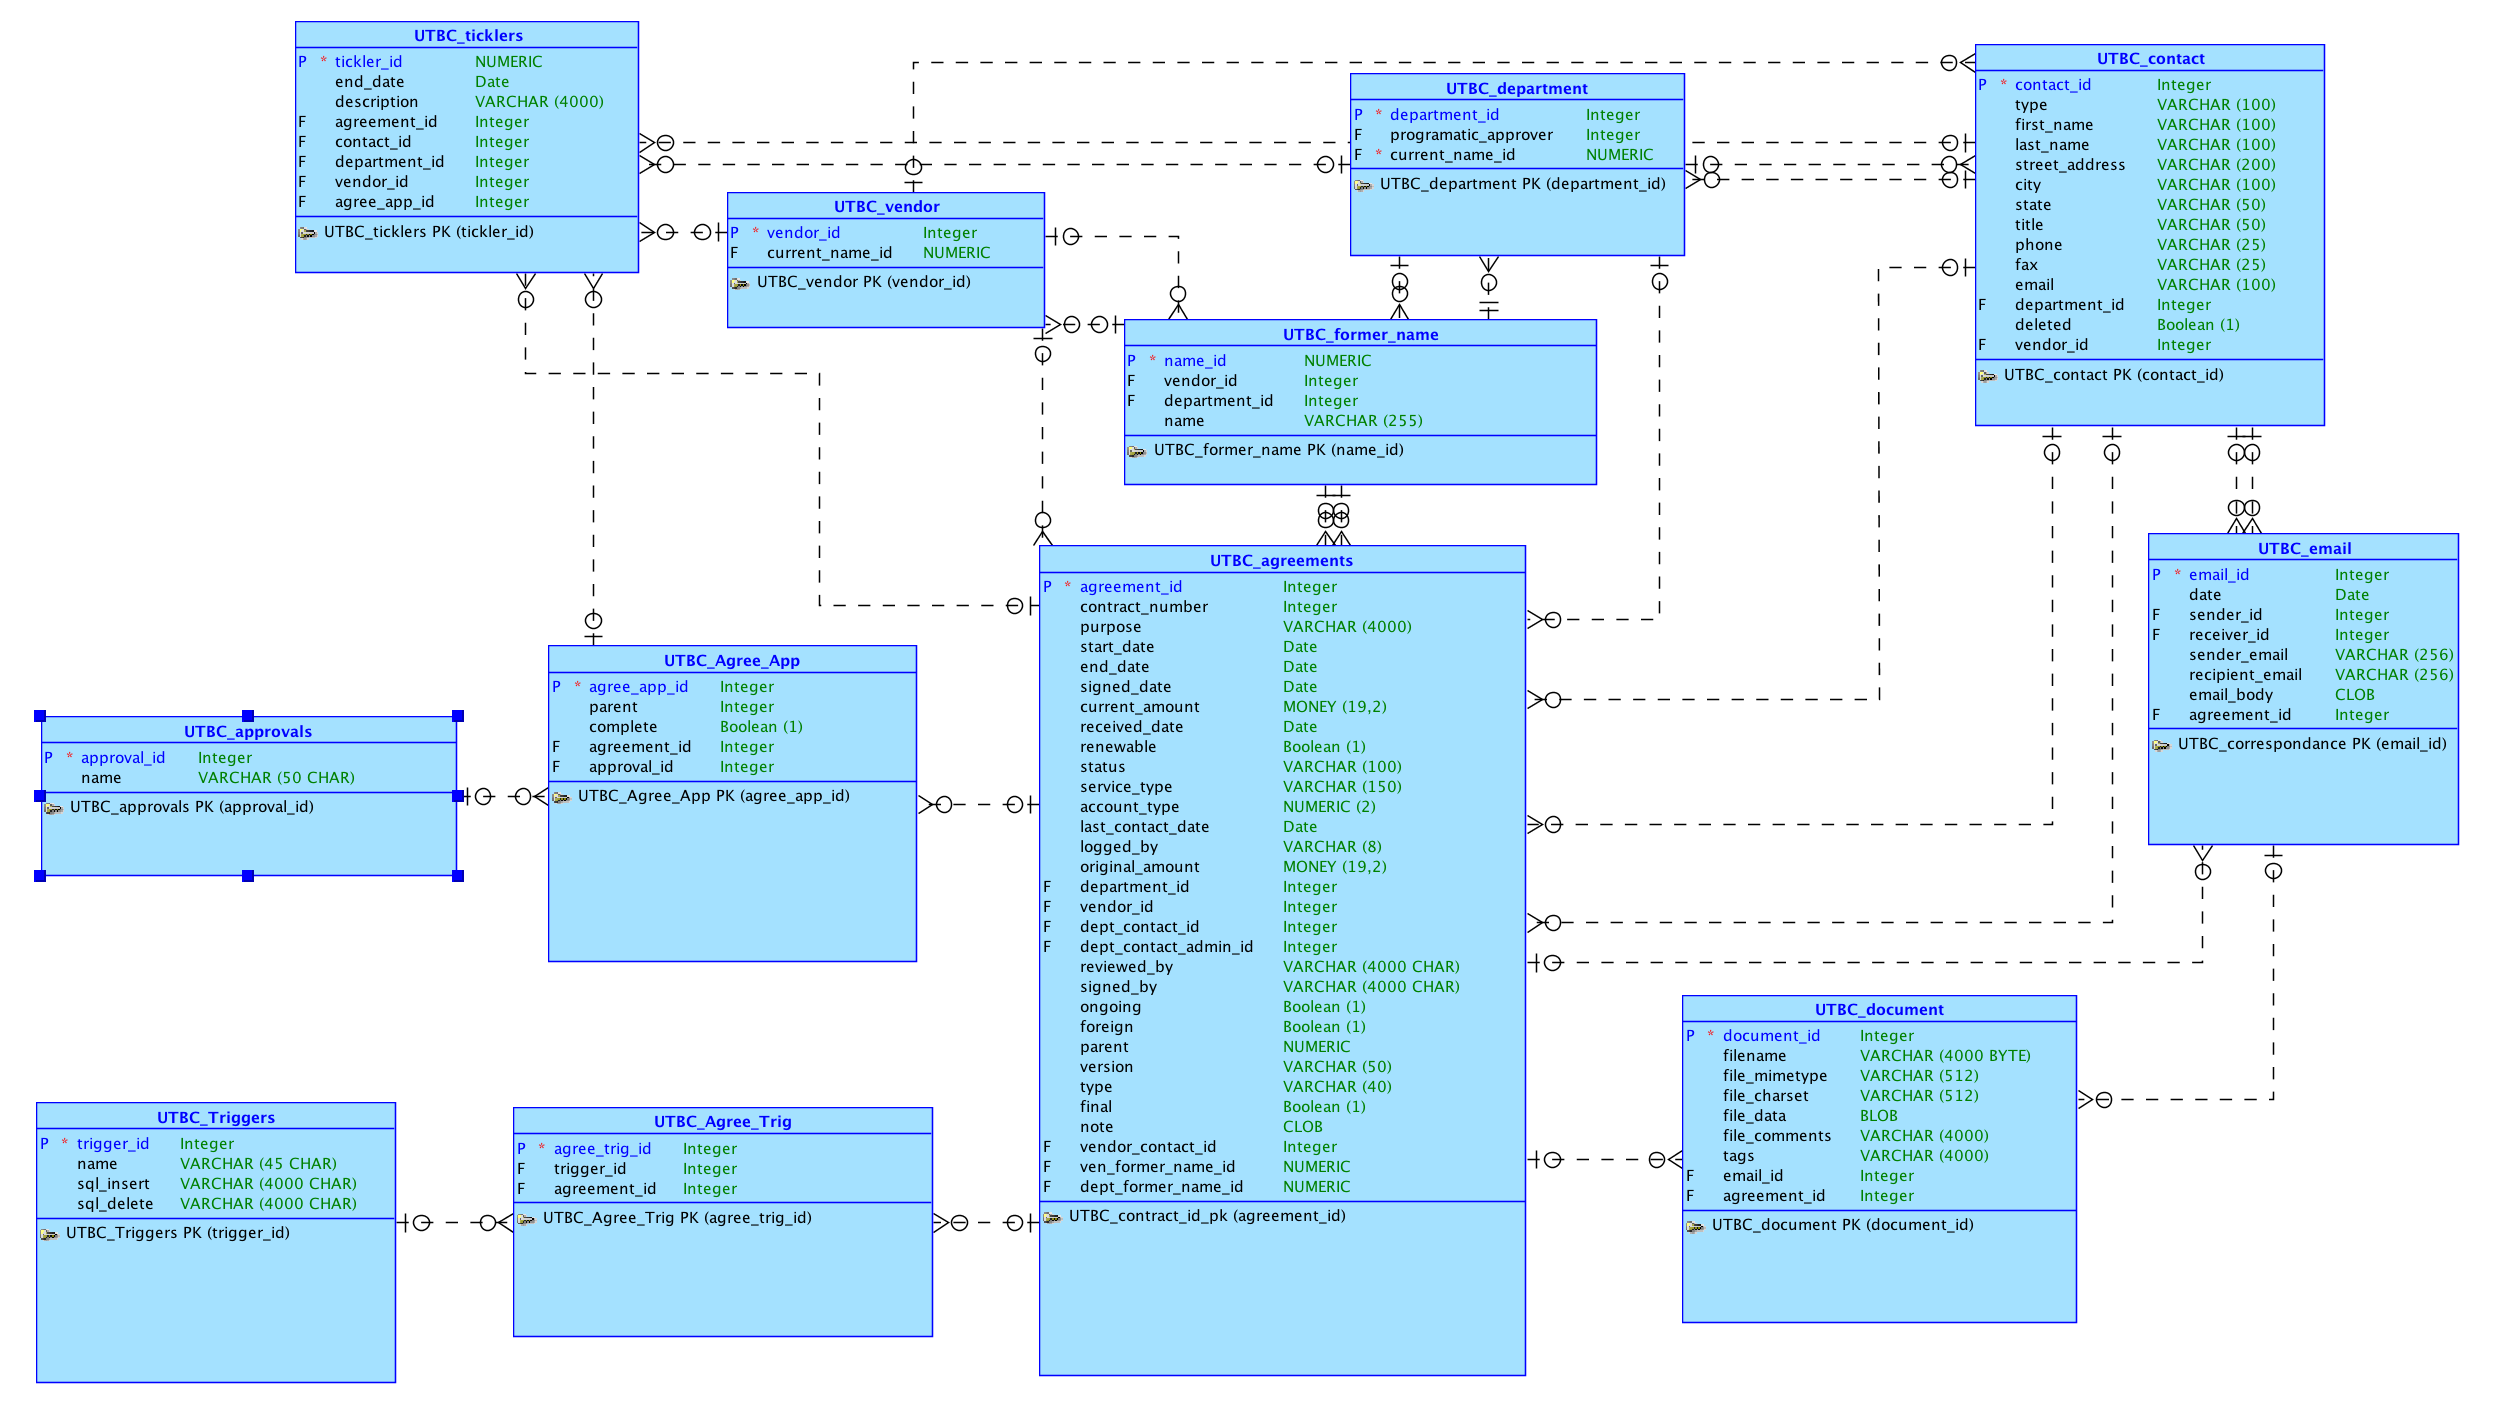 UTBC_ticklers
P * tickler_id NUMERIC
end_date Date
description VARCHAR (4000)
F agreement_id Integer
F contact_id Integer
F department_id Integer
F vendor_id Integer
F agree_app_id Integer
UTBC_ticklers PK (tickler_id)
UTBC_vendor
P * vendor_id Integer
F current_name_id NUMERIC
UTBC_vendor PK (vendor_id)
UTBC_department
P * department_id Integer
F programatic_approver Integer
F * current_name_id NUMERIC
UTBC_department PK (department_id)
UTBC_contact
P * contact_id Integer
type VARCHAR (100)
first_name VARCHAR (100)
last_name VARCHAR (100)
street_address VARCHAR (200)
city VARCHAR (100)
state VARCHAR (50)
title VARCHAR (50)
phone VARCHAR (25)
fax VARCHAR (25)
email VARCHAR (100)
F department_id Integer
deleted Boolean (1)
F vendor_id Integer
UTBC_contact PK (contact_id)
UTBC_former_name
P * name_id NUMERIC
F vendor_id Integer
F department_id Integer
name VARCHAR (255)
UTBC_former_name PK (name_id)
UTBC_agreements
P * agreement_id Integer
contract_number Integer
purpose VARCHAR (4000)
start_date Date
end_date Date
signed_date Date
current_amount MONEY (19,2)
received_date Date
renewable Boolean (1)
status VARCHAR (100)
service_type VARCHAR (150)
account_type NUMERIC (2)
last_contact_date Date
logged_by VARCHAR (8)
original_amount MONEY (19,2)
F department_id Integer
F vendor_id Integer
F dept_contact_id Integer
F dept_contact_admin_id Integer
reviewed_by VARCHAR (4000 CHAR)
signed_by VARCHAR (4000 CHAR)
ongoing Boolean (1)
foreign Boolean (1)
parent NUMERIC
version VARCHAR (50)
type VARCHAR (40)
final Boolean (1)
note CLOB
F vendor_contact_id Integer
F ven_former_name_id NUMERIC
F dept_former_name_id NUMERIC
UTBC_contract_id_pk (agreement_id)
UTBC_email
P * email_id Integer
date Date
F sender_id Integer
F receiver_id Integer
sender_email VARCHAR (256)
recipient_email VARCHAR (256)
email_body CLOB
F agreement_id Integer
UTBC_correspondance PK (email_id)
UTBC_Agree_App
P * agree_app_id Integer
parent Integer
complete Boolean (1)
F agreement_id Integer
F approval_id Integer
UTBC_Agree_App PK (agree_app_id)
UTBC_approvals
P * approval_id Integer
name VARCHAR (50 CHAR)
UTBC_approvals PK (approval_id)
UTBC_document
P * document_id Integer
filename VARCHAR (4000 BYTE)
file_mimetype VARCHAR (512)
file_charset VARCHAR (512)
file_data BLOB
file_comments VARCHAR (4000)
tags VARCHAR (4000)
F email_id Integer
F agreement_id Integer
UTBC_document PK (document_id)
UTBC_Triggers
P * trigger_id Integer
name VARCHAR (45 CHAR)
sql_insert VARCHAR (4000 CHAR)
sql_delete VARCHAR (4000 CHAR)
UTBC_Triggers PK (trigger_id)
UTBC_Agree_Trig
P * agree_trig_id Integer
F trigger_id Integer
F agreement_id Integer
UTBC_Agree_Trig PK (agree_trig_id)